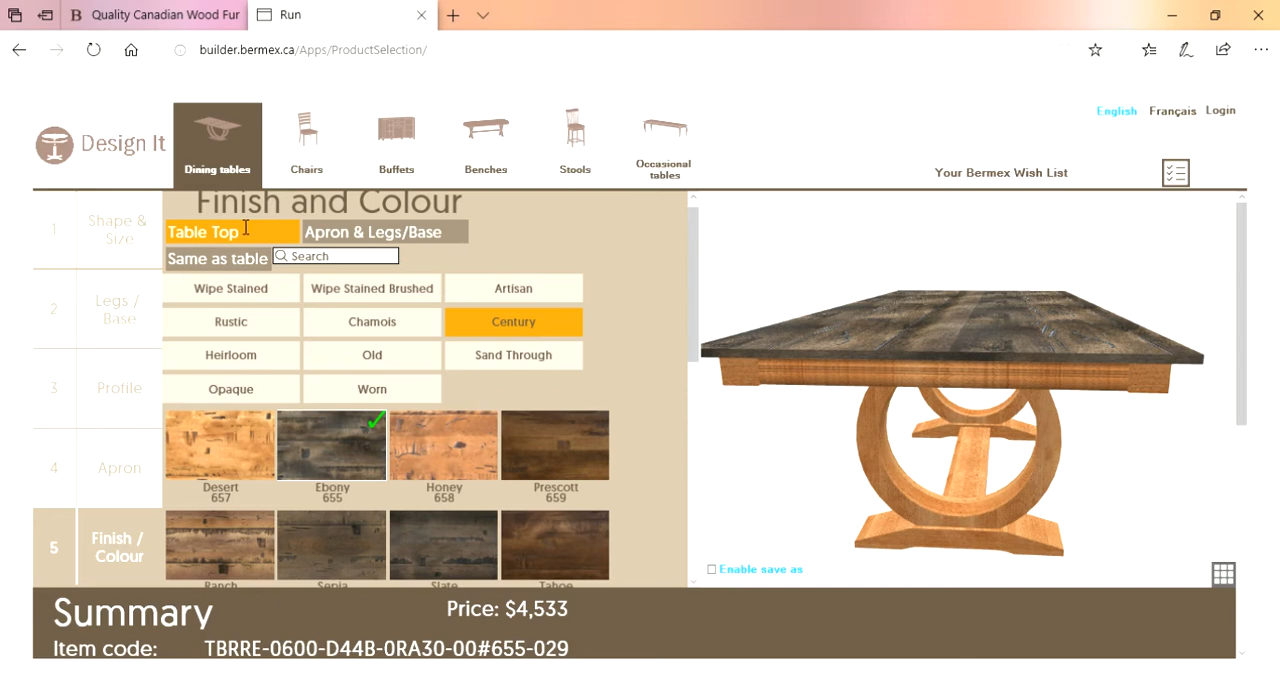 B Quality Canadian Wood Fur
Run
builder.bermex.ca/Apps/ProductSelection/
English Français Login
Design It
Dining tables
Chairs
Buffets
Benches
Stools
Occasional
tables
Your Bermex Wish List
1 Shape &
Size
2 Legs /
Base
3 Profile
4 Apron
5 Finish /
Colour
Finish and Colour
Table Top Apron & Legs/Base
Same as table Search
Wipe Stained Wipe Stained Brushed Artisan
Rustic Chamois Century
Heirloom Old Sand Through
Opaque Worn
Desert Ebony Honey Prescott
657 655 658 659
Ranch Sepia Slate Tahoe
Enable save as
Summary Price: $4,533
Item code: TBRRE-0600-D44B-0RA30-00#655-029